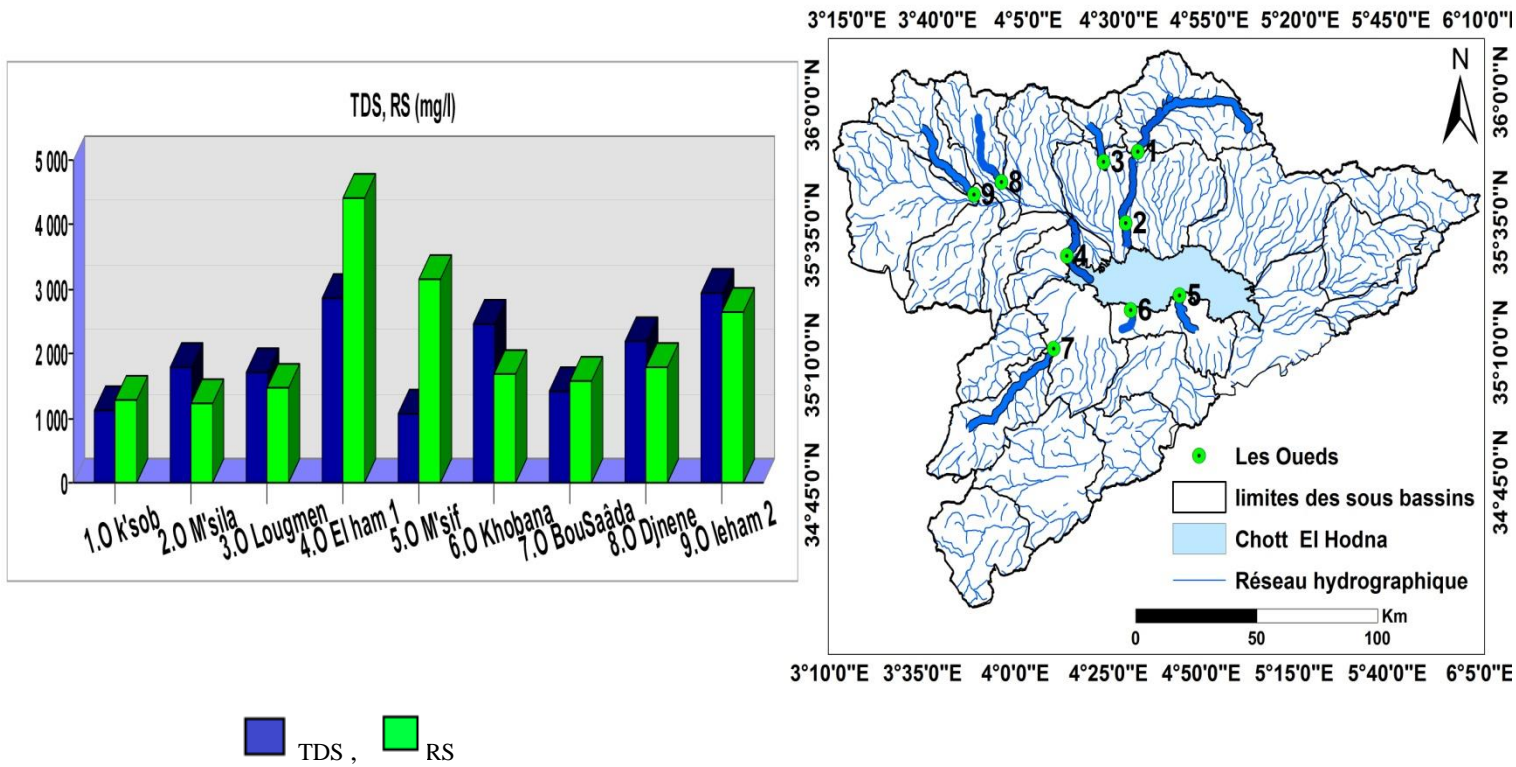 TDS, RS (mg/l)
5 000
4 000
3 000
2 000
1 000
0
1.O k'sob
2.O M'sila
3.O Lougmen
4.O El ham 1
5.O M'sif
6.O Khobana
7.O BouSaâda
8.O Djnene
9.O leham 2
TDS , RS
3°15'0"E 3°40'0"E 4°5'0"E 4°30'0"E 4°55'0"E 5°20'0"E 5°45'0"E 6°10'0"
36°0'0"N
35°35'0"N
35°10'0"N
34°45'0"N
36°0'0"N
35°35'0"N
35°10'0"N
34°45'0"N
N
1
3
8
9
2
4
5
6
7
Les Oueds
limites des sous bassins
Chott El Hodna
Réseau hydrographique
Km
0 50 100
3°10'0"E 3°35'0"E 4°0'0"E 4°25'0"E 4°50'0"E 5°15'0"E 5°40'0"E 6°5'0"E